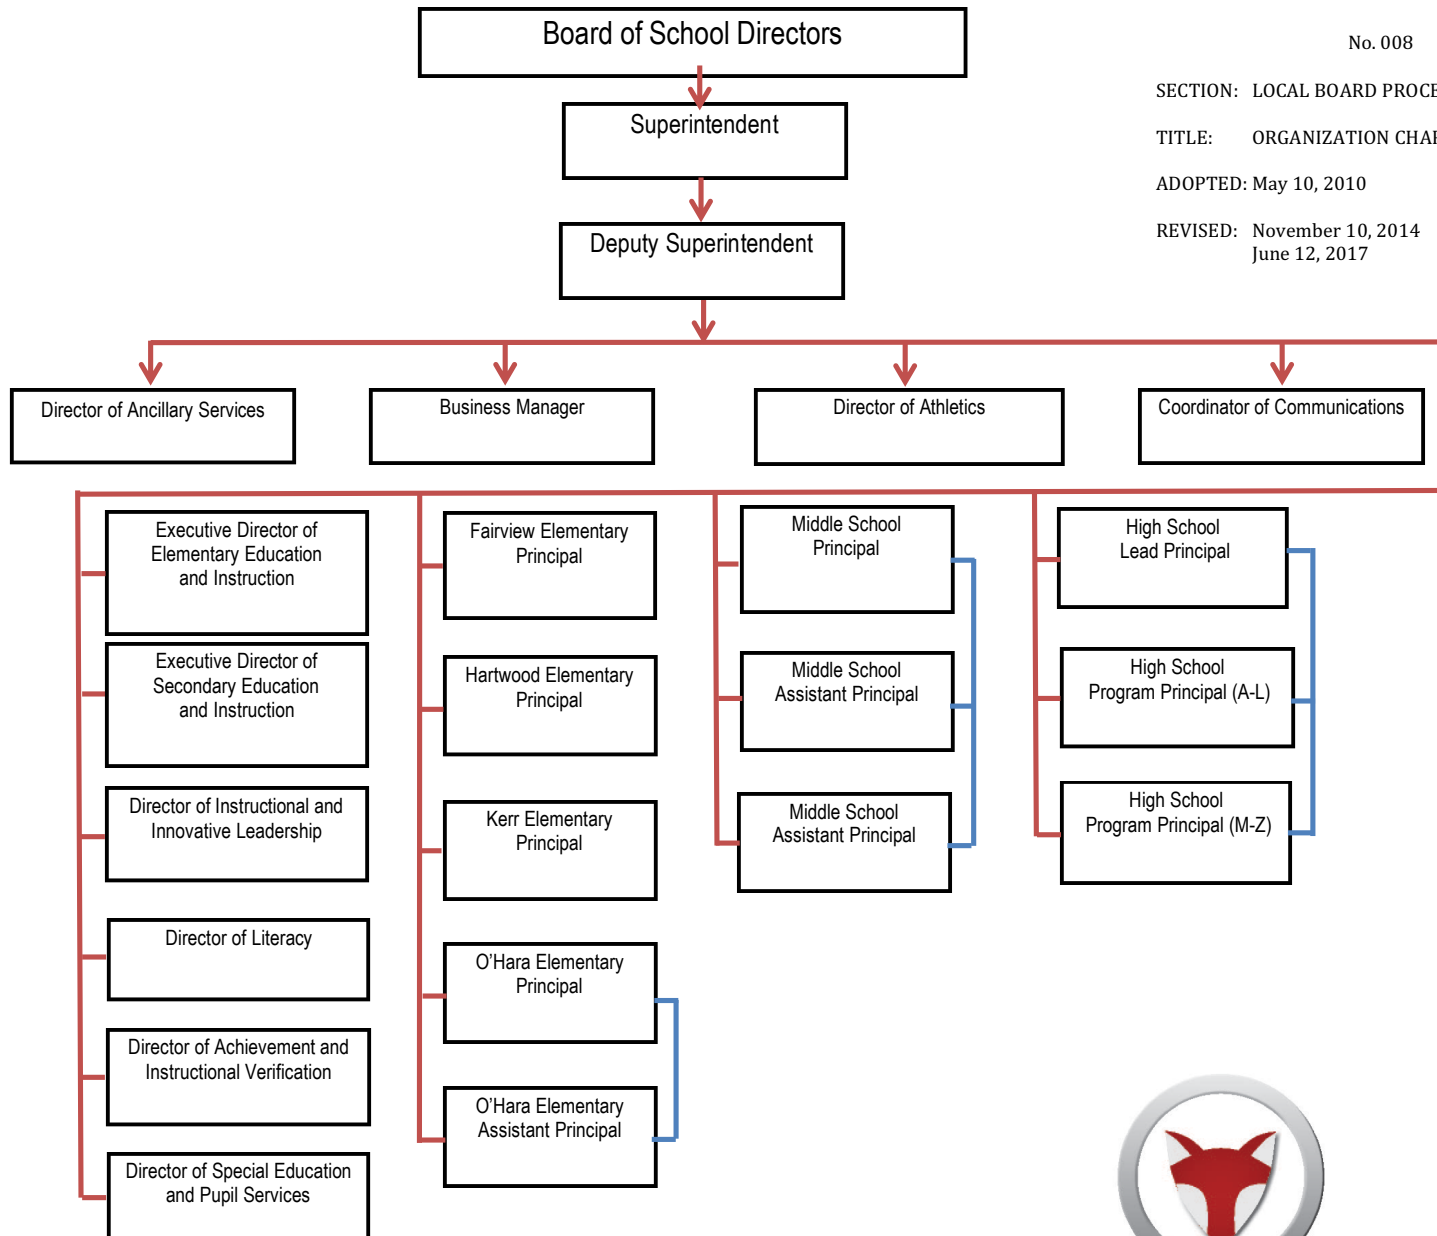 Board of School Directors
No. 008
SECTION: LOCAL BOARD
Superintendent
TITLE: ORGANIZATION
ADOPTED: May 10, 2010
REVISED: November 10, 2014
June 12, 2017
Deputy Superintendent
Director of Ancillary Services
Business Manager
Director of Athletics
Coordinator of Communications
Executive Director of
Elementary Education
and Instruction
Executive Director of
Secondary Education
and Instruction
Director of Instructional and
Innovative Leadership
Director of Literacy
Director of Achievement and
Instructional Verification
Director of Special Education
and Pupil Services
Fairview Elementary
Principal
Hartwood Elementary
Principal
Kerr Elementary
Principal
O'Hara Elementary
Principal
O'Hara Elementary
Assistant Principal
Middle School
Principal
Middle School
Assistant Principal
Middle School
Assistant Principal
High School
Lead Principal
High School
Program Principal (A-L)
High School
Program Principal (M-Z)